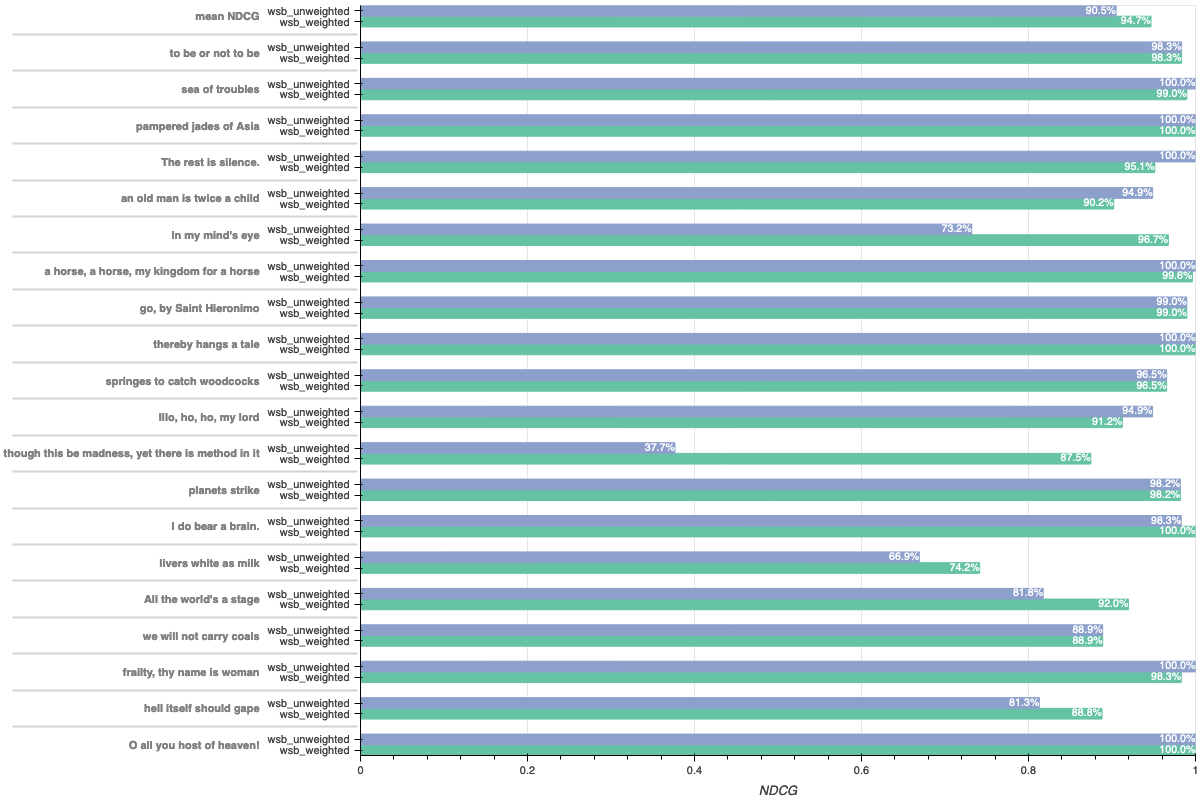 mean NDCG
wsb_unweighted 90.5%
wsb_weighted 94.7%
to be or not to be
wsb_unweighted 98.3%
wsb_weighted 98.3%
sea of troubles
wsb_unweighted 100.0%
wsb_weighted 99.0%
pampered jades of Asia
wsb_unweighted 100.0%
wsb_weighted 100.0%
The rest is silence.
wsb_unweighted 100.0%
wsb_weighted 95.1%
an old man is twice a child
wsb_unweighted 94.9%
wsb_weighted 90.2%
In my mind's eye
wsb_unweighted 73.2%
wsb_weighted 96.7%
a horse, a horse, my kingdom for a horse
wsb_unweighted 100.0%
wsb_weighted 99.6%
go, by Saint Hieronimo
wsb_unweighted 99.0%
wsb_weighted 99.0%
thereby hangs a tale
wsb_unweighted 100.0%
wsb_weighted 100.0%
springes to catch woodcocks
wsb_unweighted 96.5%
wsb_weighted 96.5%
Illo, ho, ho, my lord
wsb_unweighted 94.9%
wsb_weighted 91.2%
though this be madness, yet there is method in it
wsb_unweighted 37.7%
wsb_weighted 87.5%
planets strike
wsb_unweighted 98.2%
wsb_weighted 98.2%
I do bear a brain.
wsb_unweighted 98.3%
wsb_weighted 100.0%
livers white as milk
wsb_unweighted 66.9%
wsb_weighted 74.2%
All the world's a stage
wsb_unweighted 81.8%
wsb_weighted 92.0%
we will not carry coals
wsb_unweighted 88.9%
wsb_weighted 88.9%
frailty, thy name is woman
wsb_unweighted 100.0%
wsb_weighted 98.3%
hell itself should gape
wsb_unweighted 81.3%
wsb_weighted 88.8%
O all you host of heaven!
wsb_unweighted 100.0%
wsb_weighted 100.0%
0 0.2 0.4 0.6 0.8 1
NDCG